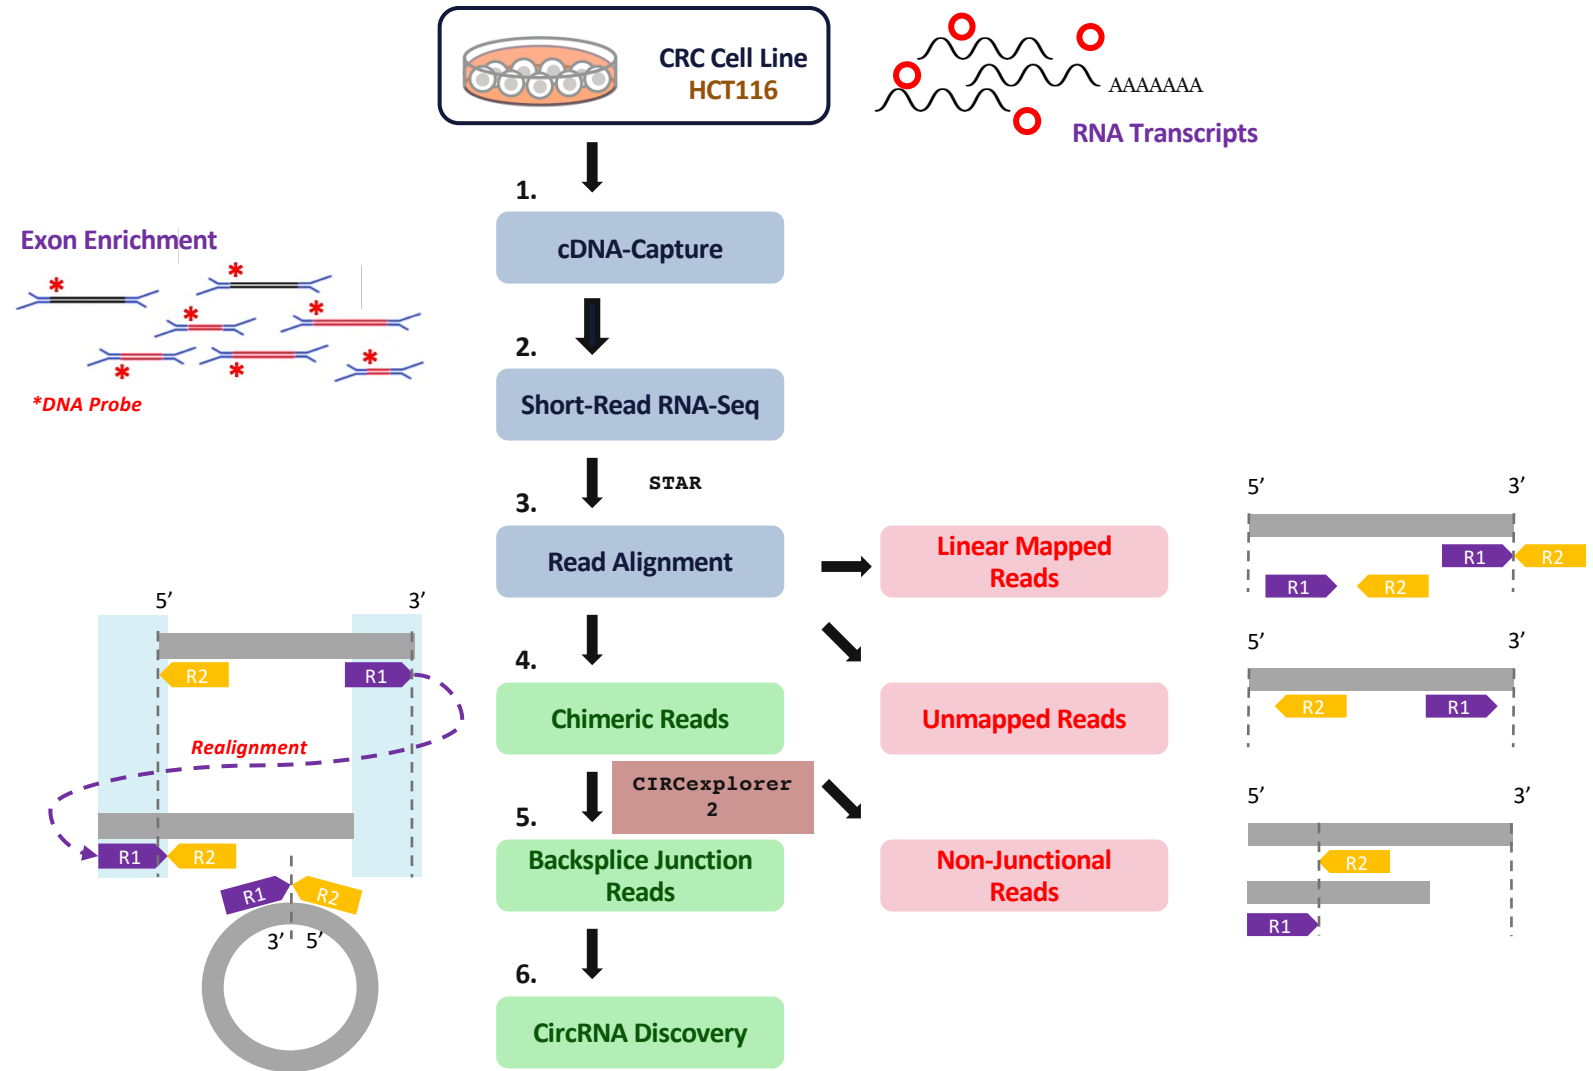 CRC Cell Line
HCT116
AAAAAAA
RNA Transcripts
1.
cDNA-Capture
Exon Enrichment
*
*
*
*
*
*
*
*DNA Probe
2.
Short-Read RNA-Seq
STAR
3.
Read Alignment
Linear Mapped
Reads
5’ 3’
R1 R2
R1 R2
5’ 3’
R2 R1
Realignment
R1 R2
R1 R2
3’ 5’
4.
Chimeric Reads
Unmapped Reads
5’ 3’
R2 R1
CIRCexplorer
2
5.
Backsplice Junction
Reads
Non-Junctional
Reads
5’ 3’
R2
R1
6.
CircRNA Discovery